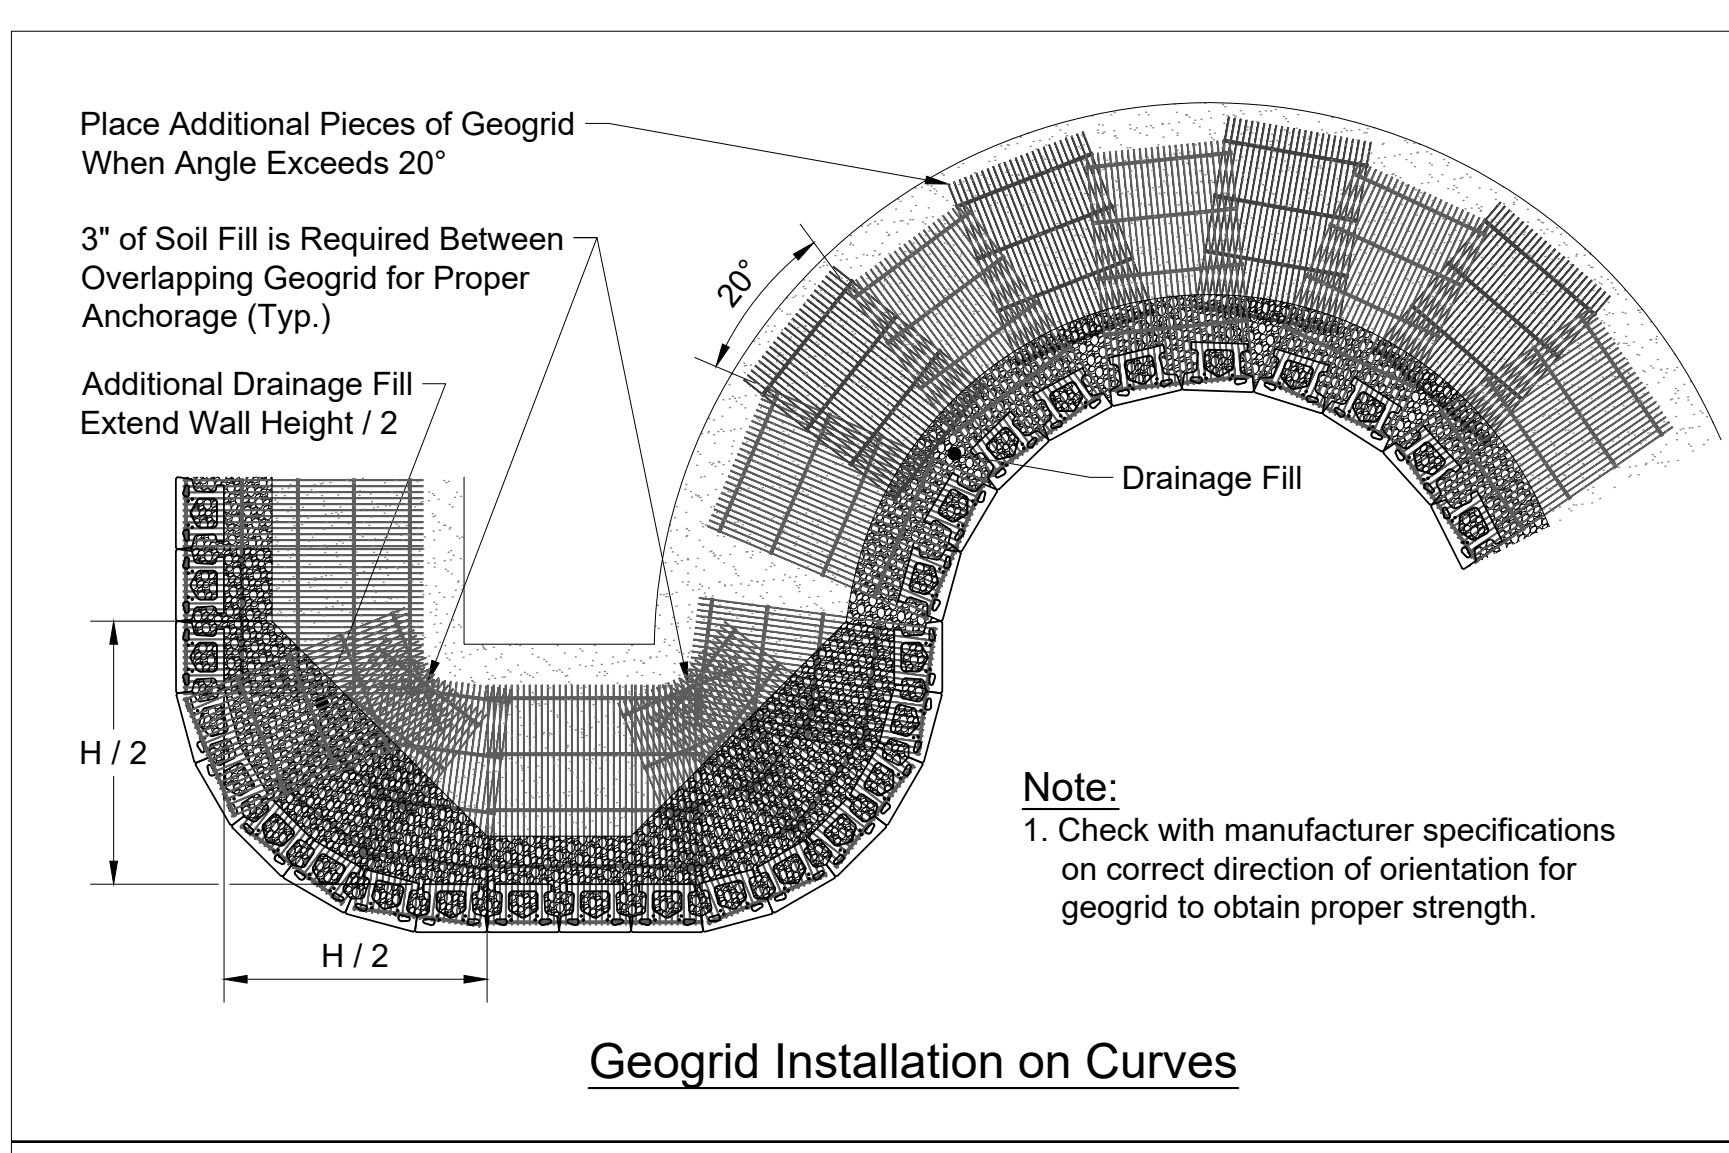 Place Additional Pieces of Geogrid
When Angle Exceeds 20°
3" of Soil Fill is Required Between
Overlapping Geogrid for Proper
Anchorage (Typ.)
Additional Drainage Fill
Extend Wall Height / 2
20°
Drainage Fill
H / 2
H / 2
Note:
1. Check with manufacturer specifications
on correct direction of orientation for
geogrid to obtain proper strength.
Geogrid Installation on Curves